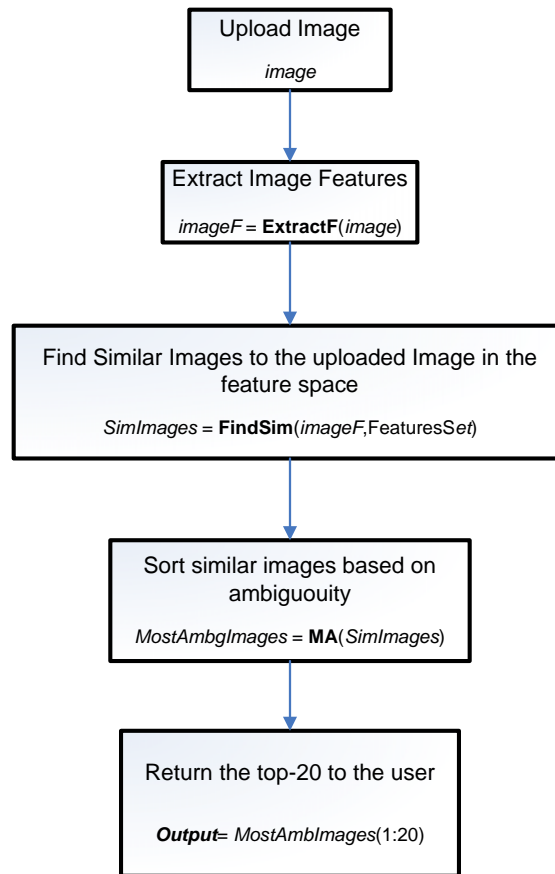 Upload Image
image
Extract Image Features
imageF = ExtractF(image)
Find Similar Images to the uploaded Image in the
feature space
SimImages = FindSim(imageF,FeaturesSet)
Sort similar images based on
ambiguouity
MostAmbgImages = MA(SimImages)
Return the top-20 to the user
Output= MostAmbImages(1:20)